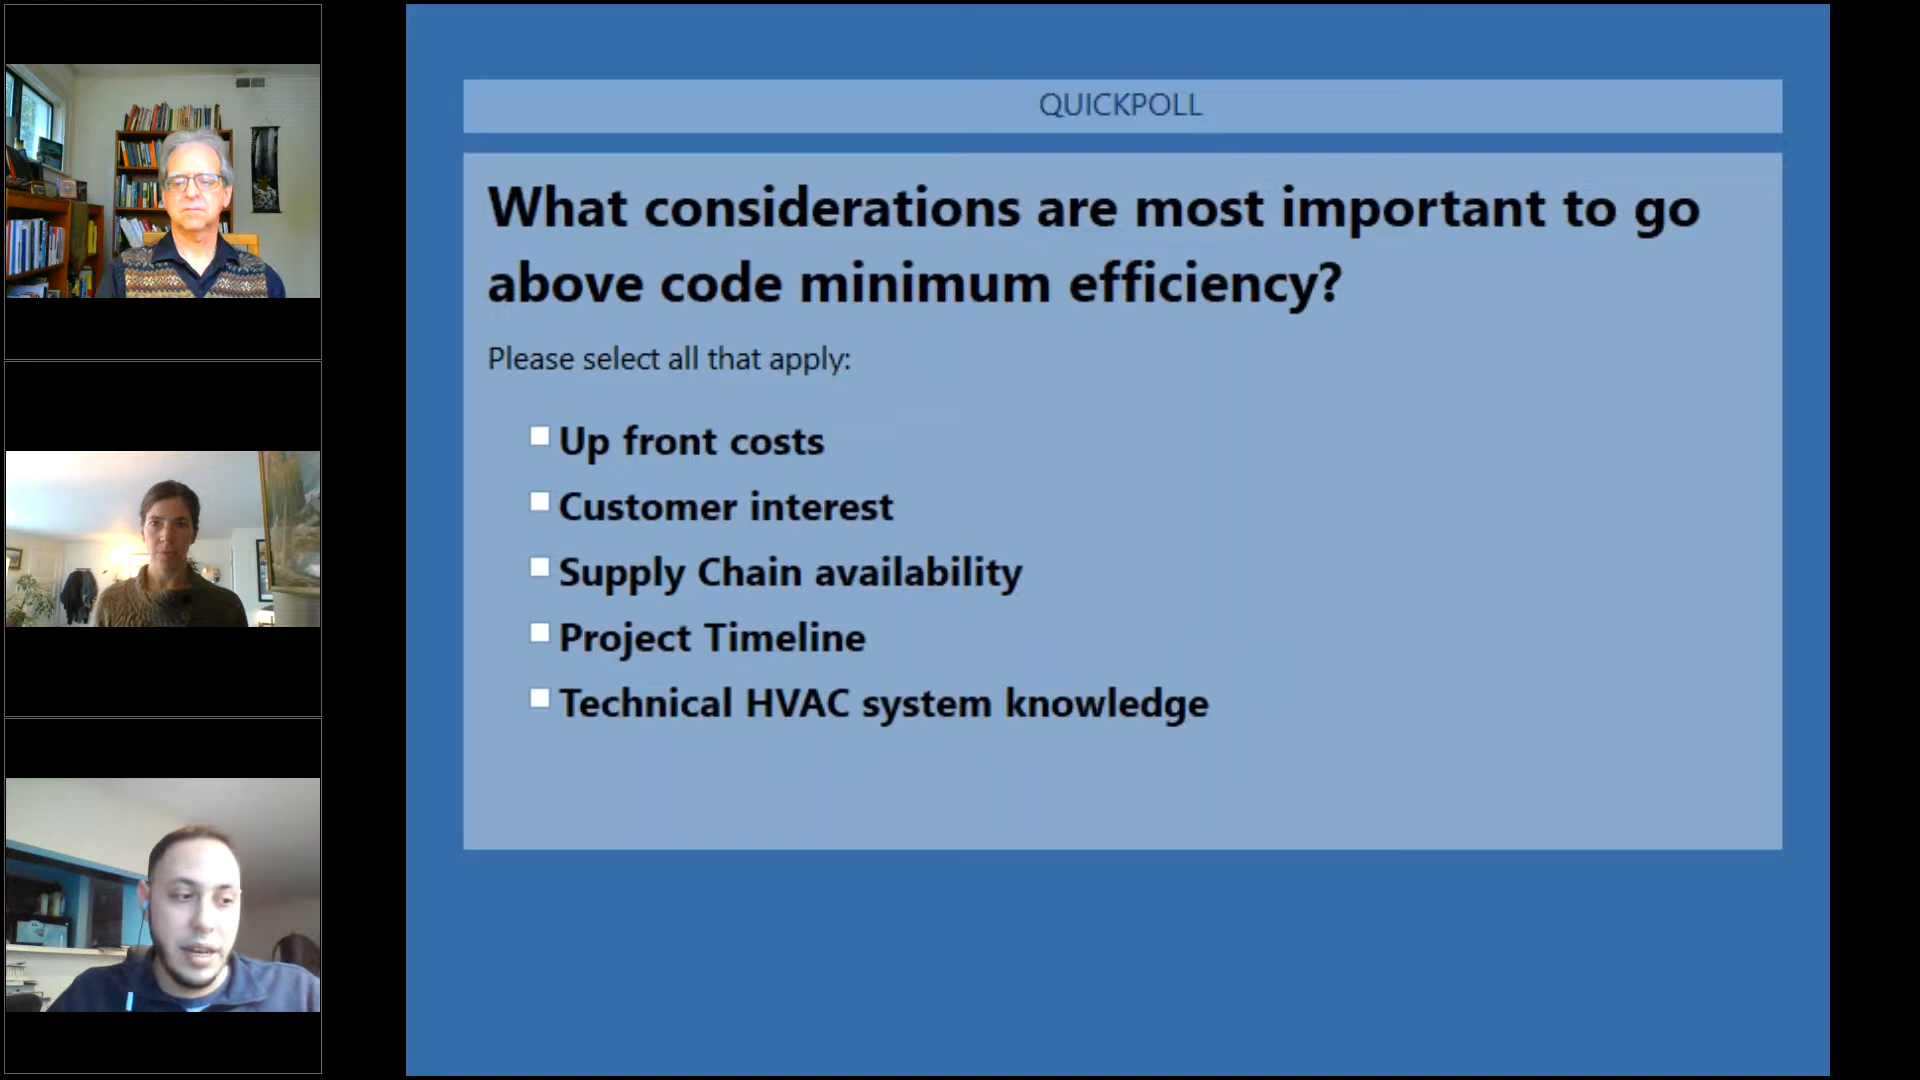 QUICKPOLL
What considerations are most important to go
above code minimum efficiency?
Please select all that apply:
Up front costs
Customer interest
Supply Chain availability
Project Timeline
Technical HVAC system knowledge